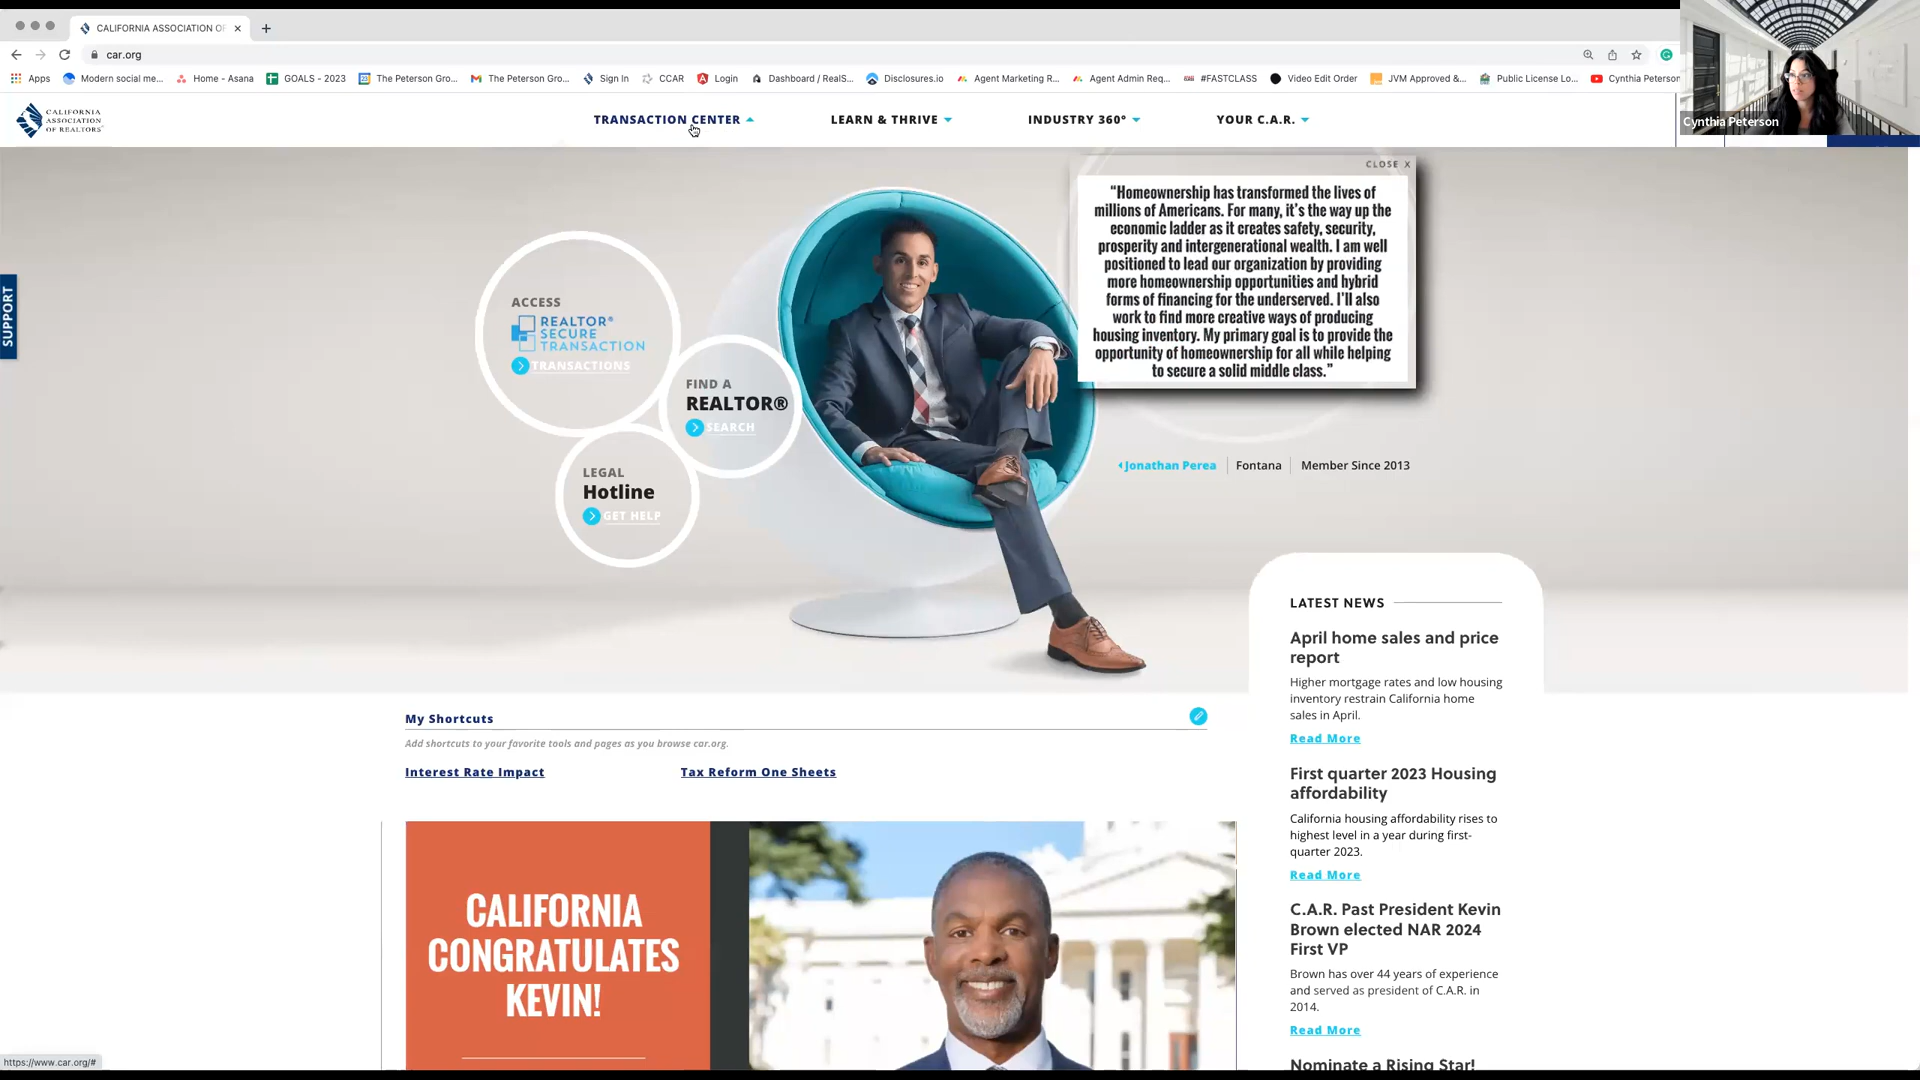 CALIFORNIA ASSOCIATION OF
car.org
Apps
Modern social me...
Home - Asana
GOALS - 2023
The Peterson Gro...
The Peterson Gro...
Sign In
CCAR
Login
Dashboard / RealS...
Disclosures.io
Agent Marketing R...
Agent Admin Req...
#FASTCLASS
Video Edit Order
JVM Approved &...
Public License Lo...
Cynthia Peterson
Cynthia Peterson
CALIFORNIA
ASSOCIATION
OF REALTORS
TRANSACTION CENTER
LEARN & THRIVE
INDUSTRY 360°
YOUR C.A.R.
SUPPORT
ACCESS
REALTOR®
SECURE
TRANSACTION
TRANSACTIONS
FIND A
REALTOR®
SEARCH
LEGAL
Hotline
GET HELP
CLOSE X
“Homeownership has transformed the lives of
millions of Americans. For many, it's the way up the
economic ladder as it creates safety, security,
prosperity and intergenerational wealth. I am well
positioned to lead our organization by providing
more homeownership opportunities and hybrid
forms of financing for the underserved. I'll also
work to find more creative ways of producing
housing inventory. My primary goal is to provide the
opportunity of homeownership for all while helping
to secure a solid middle class.”
Jonathan Perea
Fontana
Member Since 2013
My Shortcuts
Add shortcuts to your favorite tools and pages as you browse car.org.
Interest Rate Impact
Tax Reform One Sheets
CALIFORNIA
CONGRATULATES
KEVIN!
LATEST NEWS
April home sales and price
report
Higher mortgage rates and low housing
inventory restrain California home
sales in April.
Read More
First quarter 2023 Housing
affordability
California housing affordability rises to
highest level in a year during first-
quarter 2023.
Read More
C.A.R. Past President Kevin
Brown elected NAR 2024
First VP
Brown has over 44 years of experience
and served as president of C.A.R. in
2014.
Read More
Nominate a Rising Star!
https://www.car.org/#